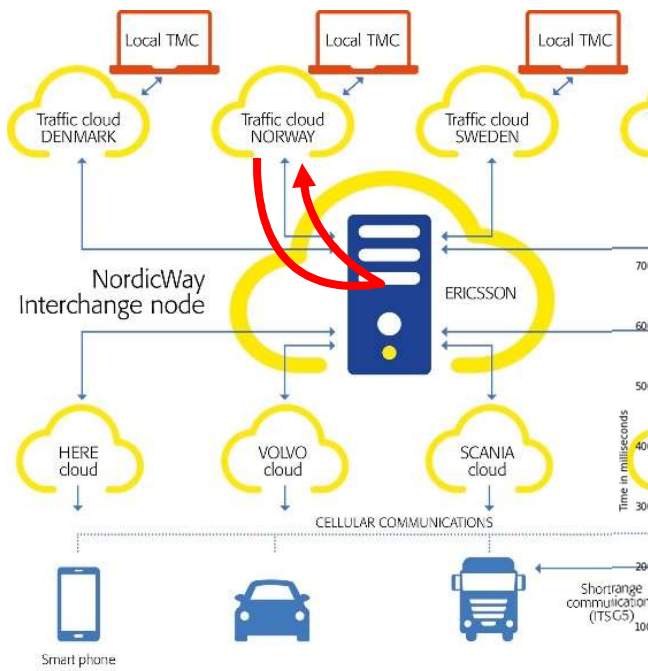 Local TMC
Local TMC
Local TMC
Traffic cloud
DENMARK
Traffic cloud
NORWAY
Traffic cloud
SWEDEN
NordicWay
Interchange node
ERICSSON
HERE
cloud
VOLVO
cloud
SCANIA
cloud
CELLULAR COMMUNICATIONS
Smart phone
Shortrange
communication
(ITSG5)
Time in milliseconds
700
600
500
400
300
200
100